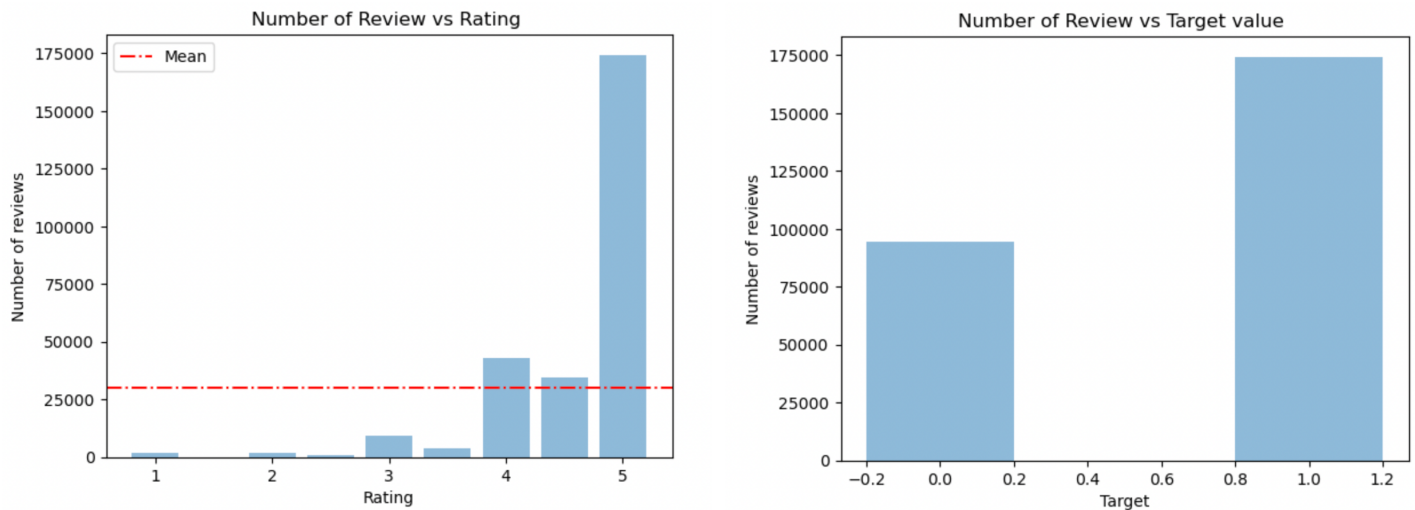 Number of Review vs Rating
Mean
175000
150000
125000
100000
75000
50000
25000
0
Number of reviews
1 2 3 4 5
Rating
Number of Review vs Target value
175000
150000
125000
100000
75000
50000
25000
0
Number of reviews
−0.2 0.0 0.2 0.4 0.6 0.8 1.0 1.2
Target